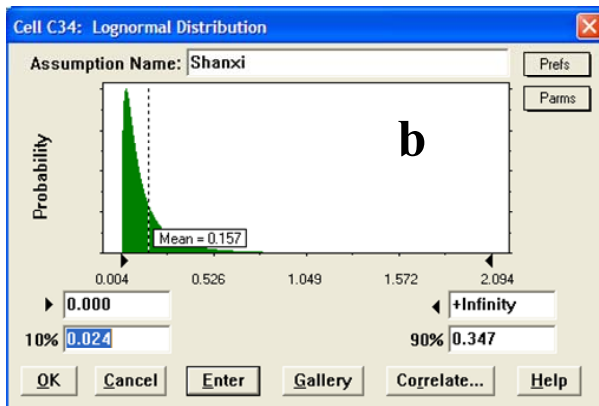 Cell C34: Lognormal Distribution
Assumption Name: Shanxi
Prefs
Parms
Probability
b
Mean = 0.157
0.004 0.526 1.049 1.572 2.094
0.000 +Infinity
10% 0.024 90% 0.347
OK Cancel Enter Gallery Correlate... Help